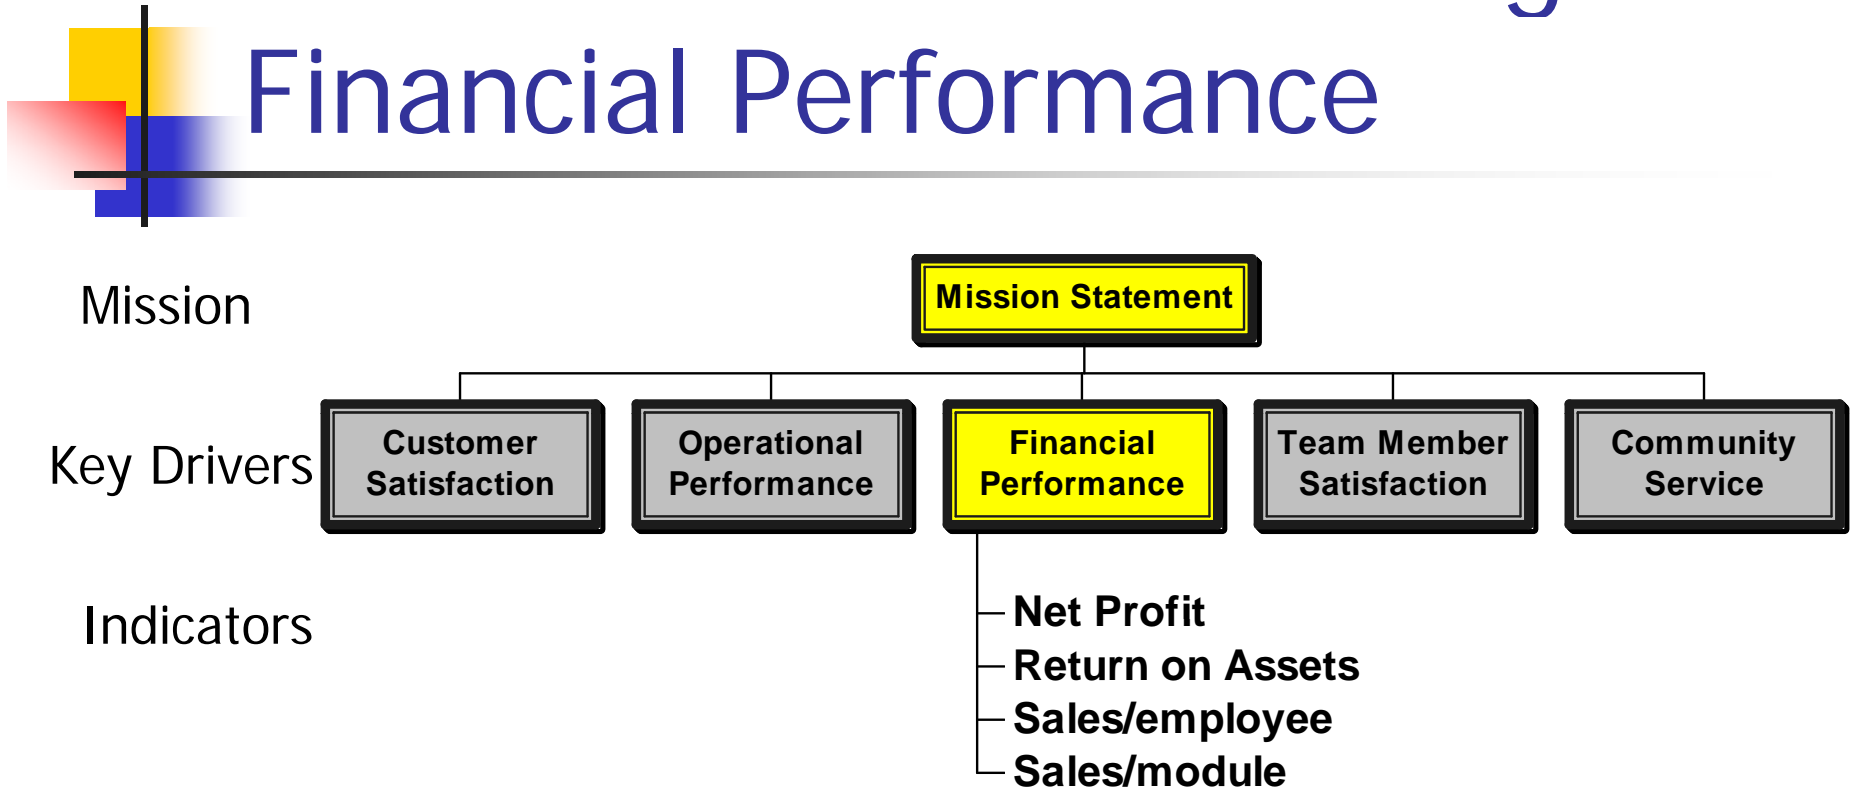 Financial Performance
Mission
Mission Statement
Key Drivers
Customer
Satisfaction
Operational
Performance
Financial
Performance
Team Member
Satisfaction
Community
Service
Indicators
Net Profit
Return on Assets
Sales/employee
Sales/module